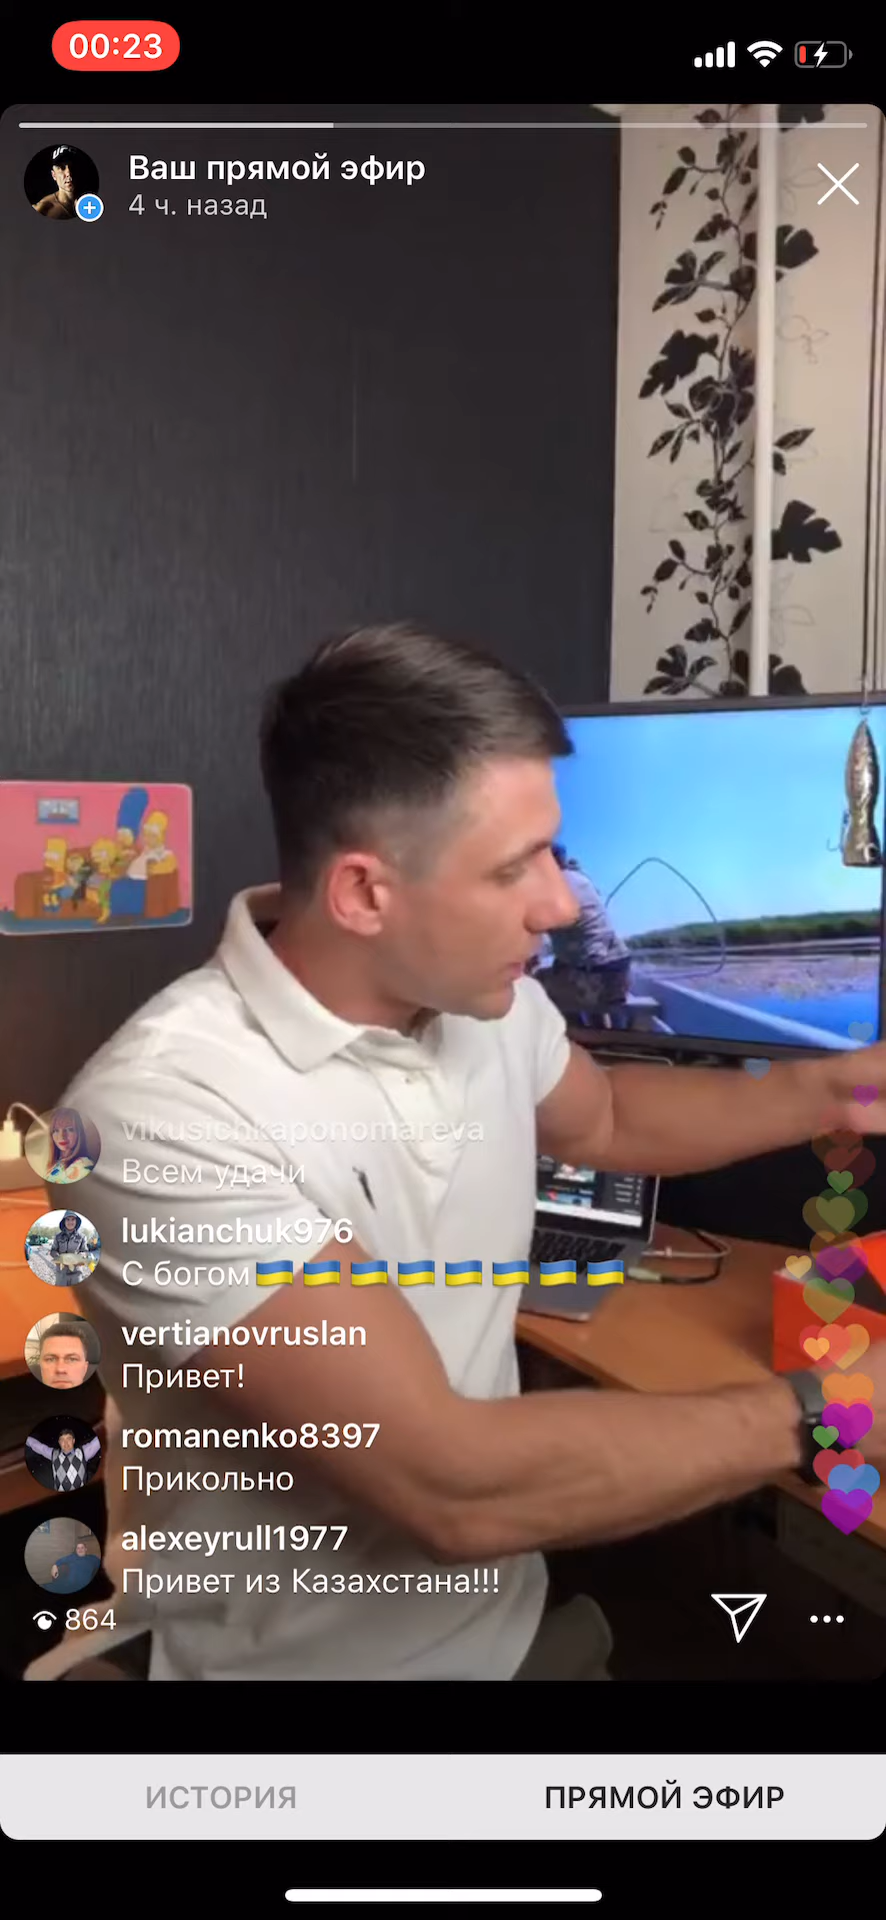 00:23
Ваш прямой эфир
4 ч. назад
vikusichkaponomareva
Всем удачи
lukianchuk976
С богом🇺🇦🇺🇦🇺🇦🇺🇦🇺🇦🇺🇦🇺🇦🇺🇦
vertianovruslan
Привет!
romanenko8397
Прикольно
alexeyrull1977
Привет из Казахстана!!!
864
ИСТОРИЯ
ПРЯМОЙ ЭФИР